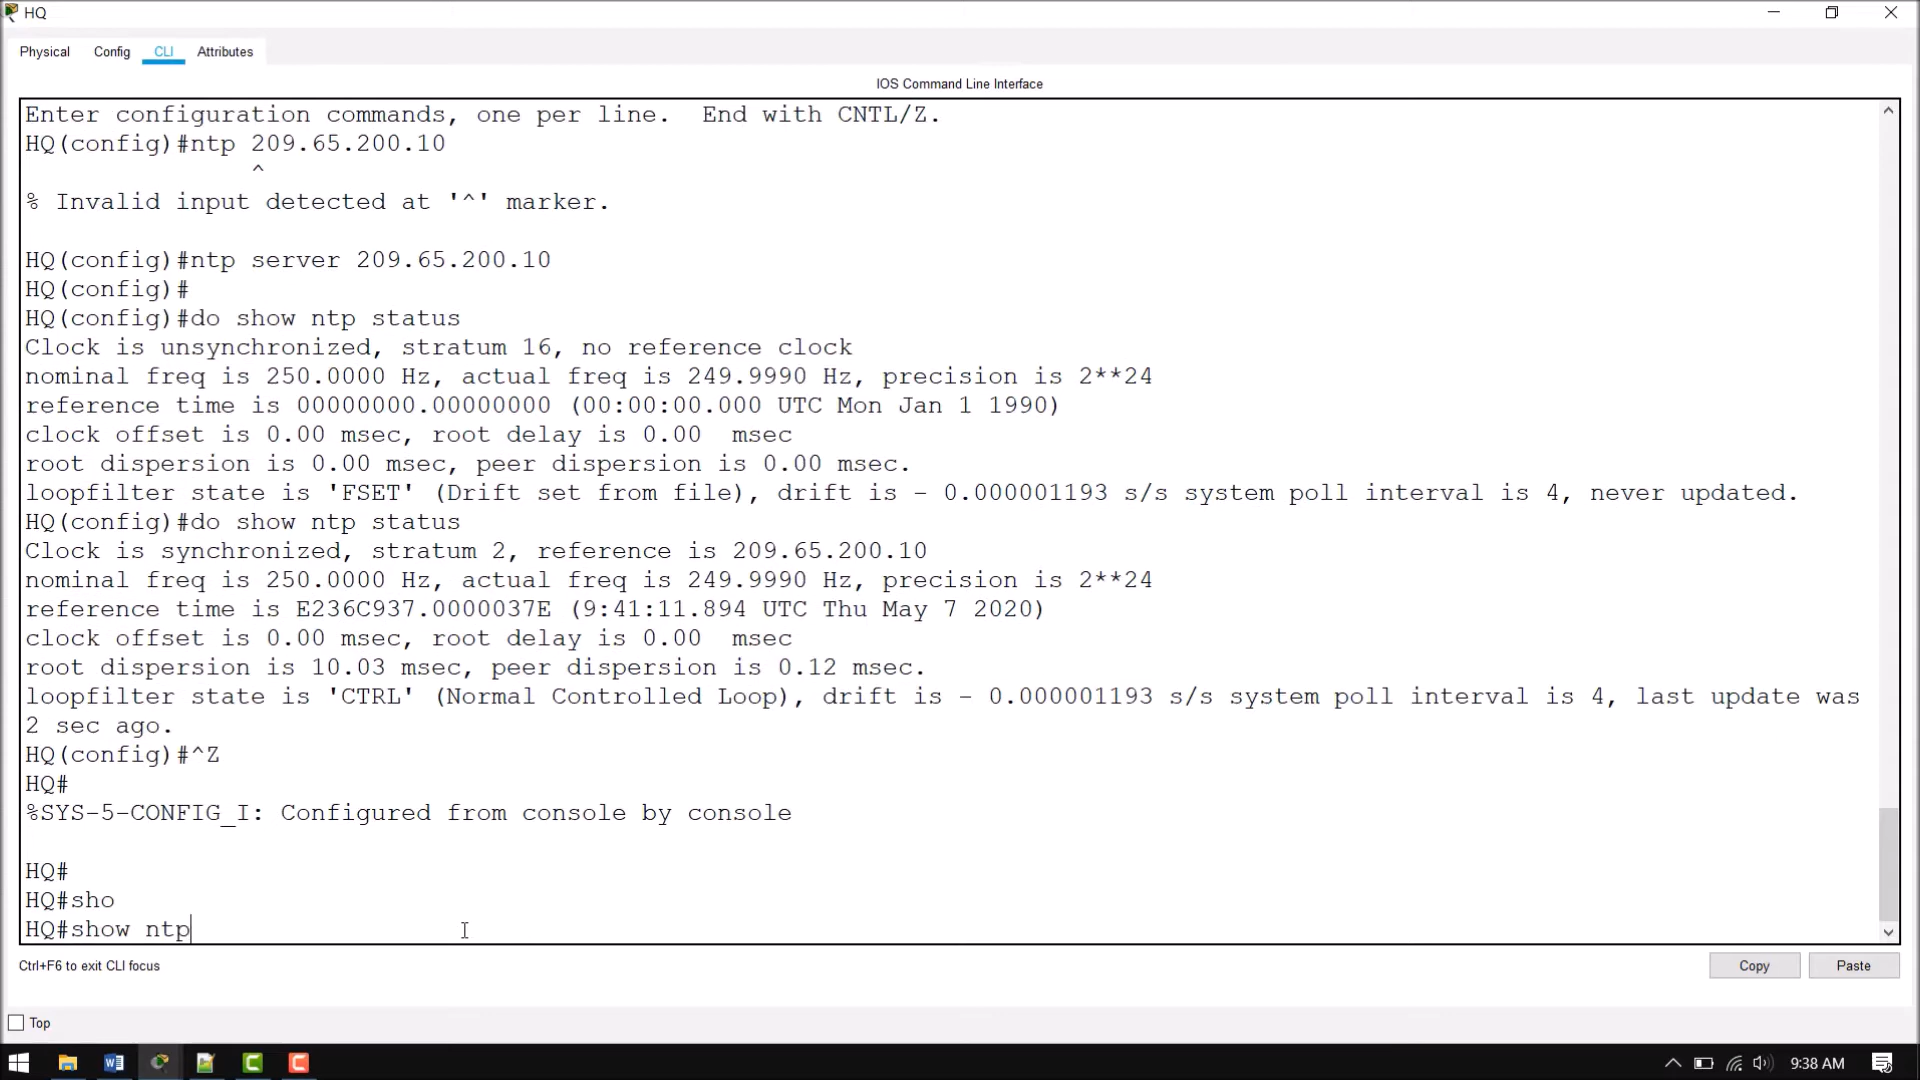 HQ
Physical Config CLI Attributes
IOS Command Line Interface
Enter configuration commands, one per line.  End with CNTL/Z.
HQ(config)#ntp 209.65.200.10
^
% Invalid input detected at '^' marker.
HQ(config)#ntp server 209.65.200.10
HQ(config)#
HQ(config)#do show ntp status
Clock is unsynchronized, stratum 16, no reference clock
nominal freq is 250.0000 Hz, actual freq is 249.9990 Hz, precision is 2**24
reference time is 00000000.00000000 (00:00:00.000 UTC Mon Jan 1 1990)
clock offset is 0.00 msec, root delay is 0.00  msec
root dispersion is 0.00 msec, peer dispersion is 0.00 msec.
loopfilter state is 'FSET' (Drift set from file), drift is - 0.000001193 s/s system poll interval is 4, never updated.
HQ(config)#do show ntp status
Clock is synchronized, stratum 2, reference is 209.65.200.10
nominal freq is 250.0000 Hz, actual freq is 249.9990 Hz, precision is 2**24
reference time is E236C937.0000037E (9:41:11.894 UTC Thu May 7 2020)
clock offset is 0.00 msec, root delay is 0.00  msec
root dispersion is 10.03 msec, peer dispersion is 0.12 msec.
loopfilter state is 'CTRL' (Normal Controlled Loop), drift is - 0.000001193 s/s system poll interval is 4, last update was
2 sec ago.
HQ(config)#^Z
HQ#
%SYS-5-CONFIG_I: Configured from console by console
HQ#
HQ#sho
HQ#show ntp
Ctrl+F6 to exit CLI focus Copy Paste
Top
9:38 AM